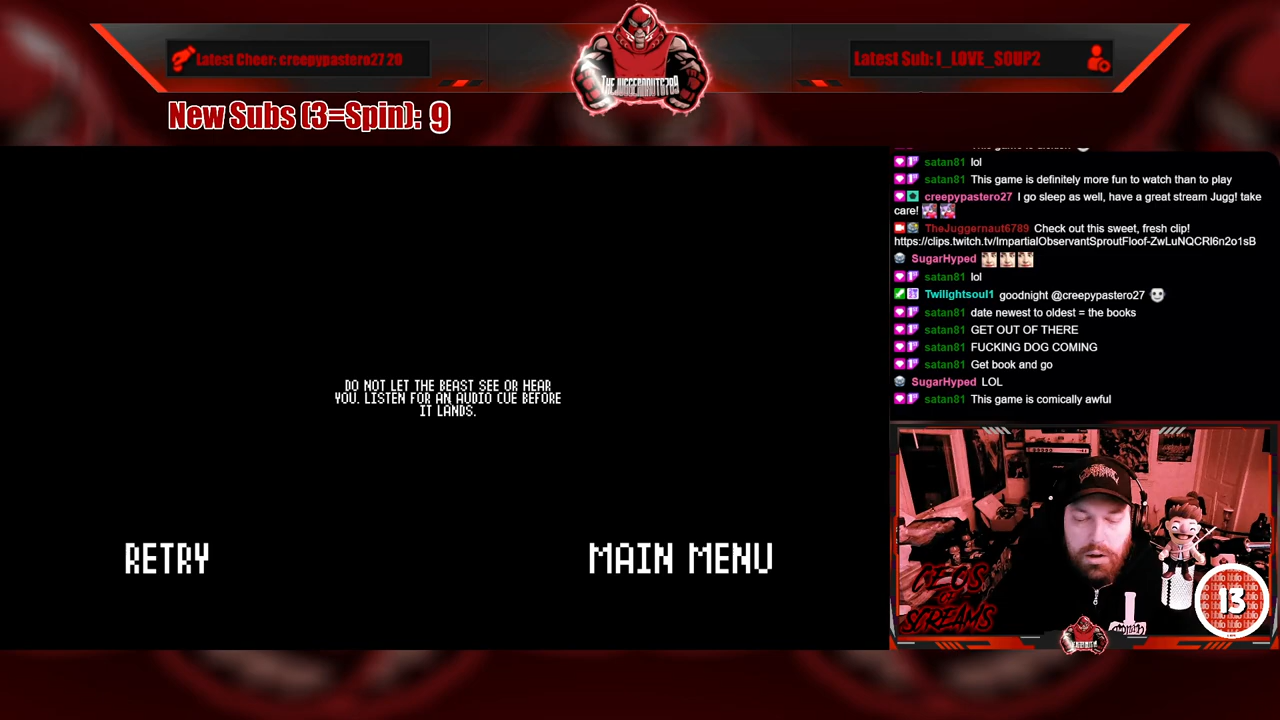 Latest Cheer: creepypastero27 20
THEJUGGERNAUT6789
Latest Sub: I_LOVE_SOUP2
New Subs (3=Spin): 9
satan81 lol
satan81 This game is definitely more fun to watch than to play
creepypastero27 I go sleep as well, have a great stream Jugg! take
care!
TheJuggernaut6789 Check out this sweet, fresh clip!
https://clips.twitch.tv/ImpartialObservantSproutFloof-ZwLuNQCRl6n2o1sB
SugarHyped
satan81 lol
Twilightsoul1 goodnight @creepypastero27
satan81 date newest to oldest = the books
satan81 GET OUT OF THERE
satan81 FUCKING DOG COMING
satan81 Get book and go
SugarHyped LOL
satan81 This game is comically awful
DO NOT LET THE BEAST SEE OR HEAR
YOU. LISTEN FOR AN AUDIO CUE BEFORE
IT LANDS.
RETRY
MAIN MENU
SCREAMS
13